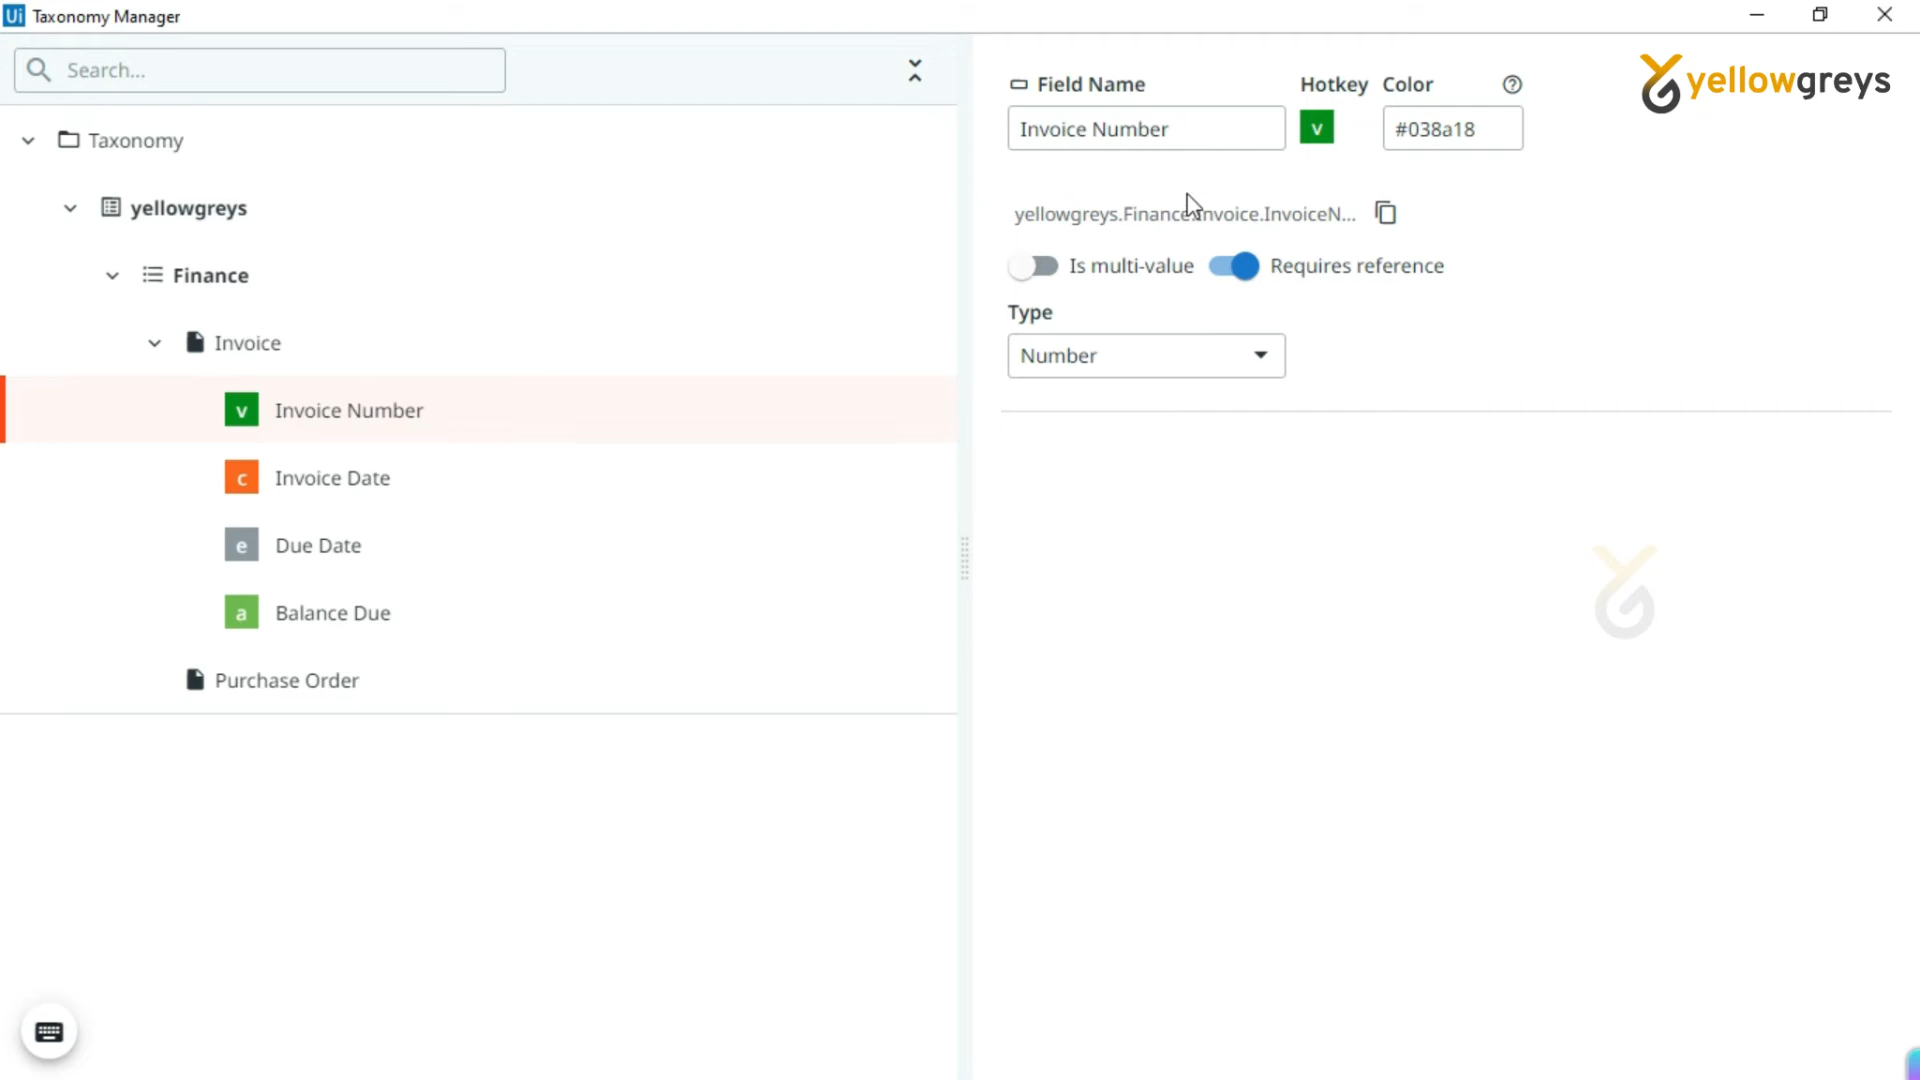 Ui Taxonomy Manager
Search...
Taxonomy
yellowgreys
Finance
Invoice
v Invoice Number
c Invoice Date
e Due Date
a Balance Due
Purchase Order
Field Name Hotkey Color
Invoice Number v #038a18
yellowgreys.Finance.Invoice.InvoiceN...
Is multi-value Requires reference
Type
Number
yellowgreys